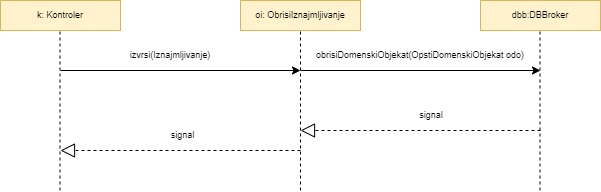 k: Kontroler
oi: ObrisiIznajmljivanje
dbb:DBBroker
izvrsi(Iznajmljivanje)
obrisiDomenskiObjekat(OpstiDomenskiObjekat odo)
signal
signal